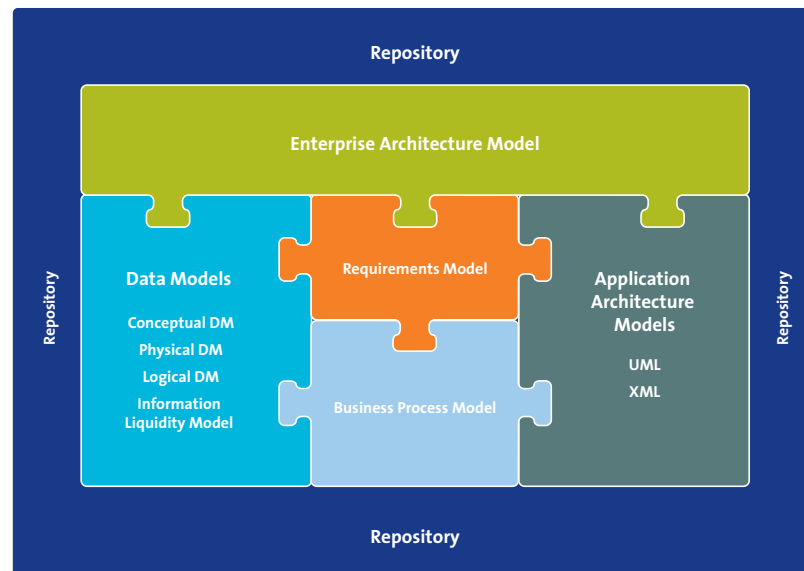 Repository
Enterprise Architecture Model
Repository
Data Models
Conceptual DM
Physical DM
Logical DM
Information
Liquidity Model
Requirements Model
Business Process Model
Application
Architecture
Models
UML
XML
Repository
Repository